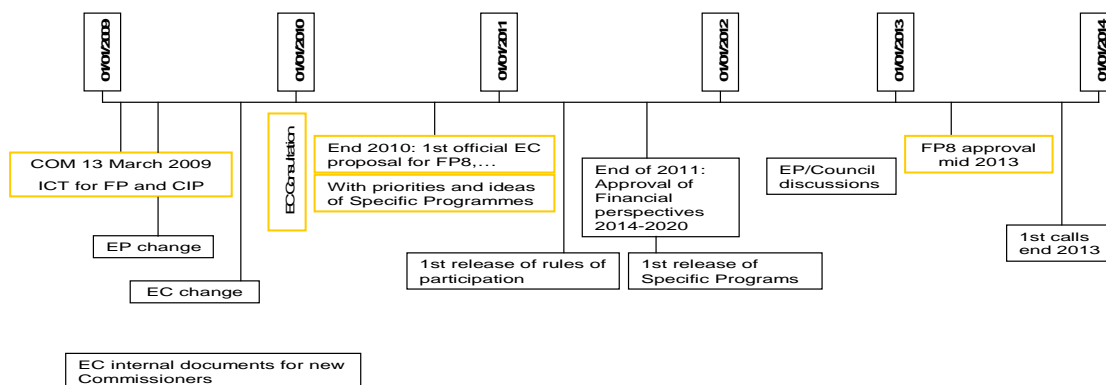 01/01/2009
01/01/2010
01/01/2011
01/01/2012
01/01/2013
01/01/2014
COM 13 March 2009
ICT for FP and CIP
EP change
EC change
EC Consultation
End 2010: 1st official EC
proposal for FP8,…
With priorities and ideas
of Specific Programmes
1st release of rules of
participation
End of 2011:
Approval of
Financial
perspectives
2014-2020
1st release of
Specific Programs
EP/Council
discussions
FP8 approval
mid 2013
1st calls
end 2013
EC internal documents for new
Commissioners